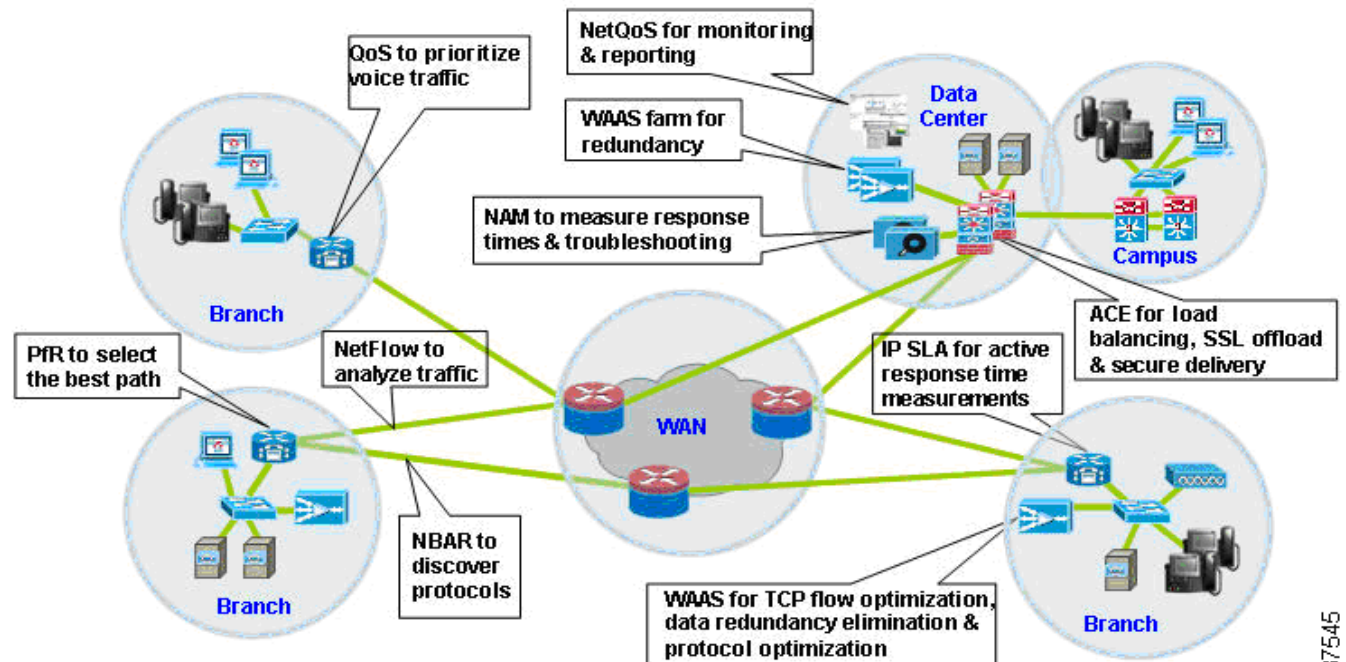 QoS to prioritize
voice traffic
NetQoS for monitoring
& reporting
WAAS farm for
redundancy
NAM to measure response
times & troubleshooting
Data
Center
Campus
Branch
ACE for load
balancing, SSL offload
& secure delivery
PfR to select
the best path
NetFlow to
analyze traffic
IP SLA for active
response time
measurements
WAN
NBAR to
discover
protocols
Branch
WAAS for TCP flow optimization,
data redundancy elimination &
protocol optimization
Branch
7545